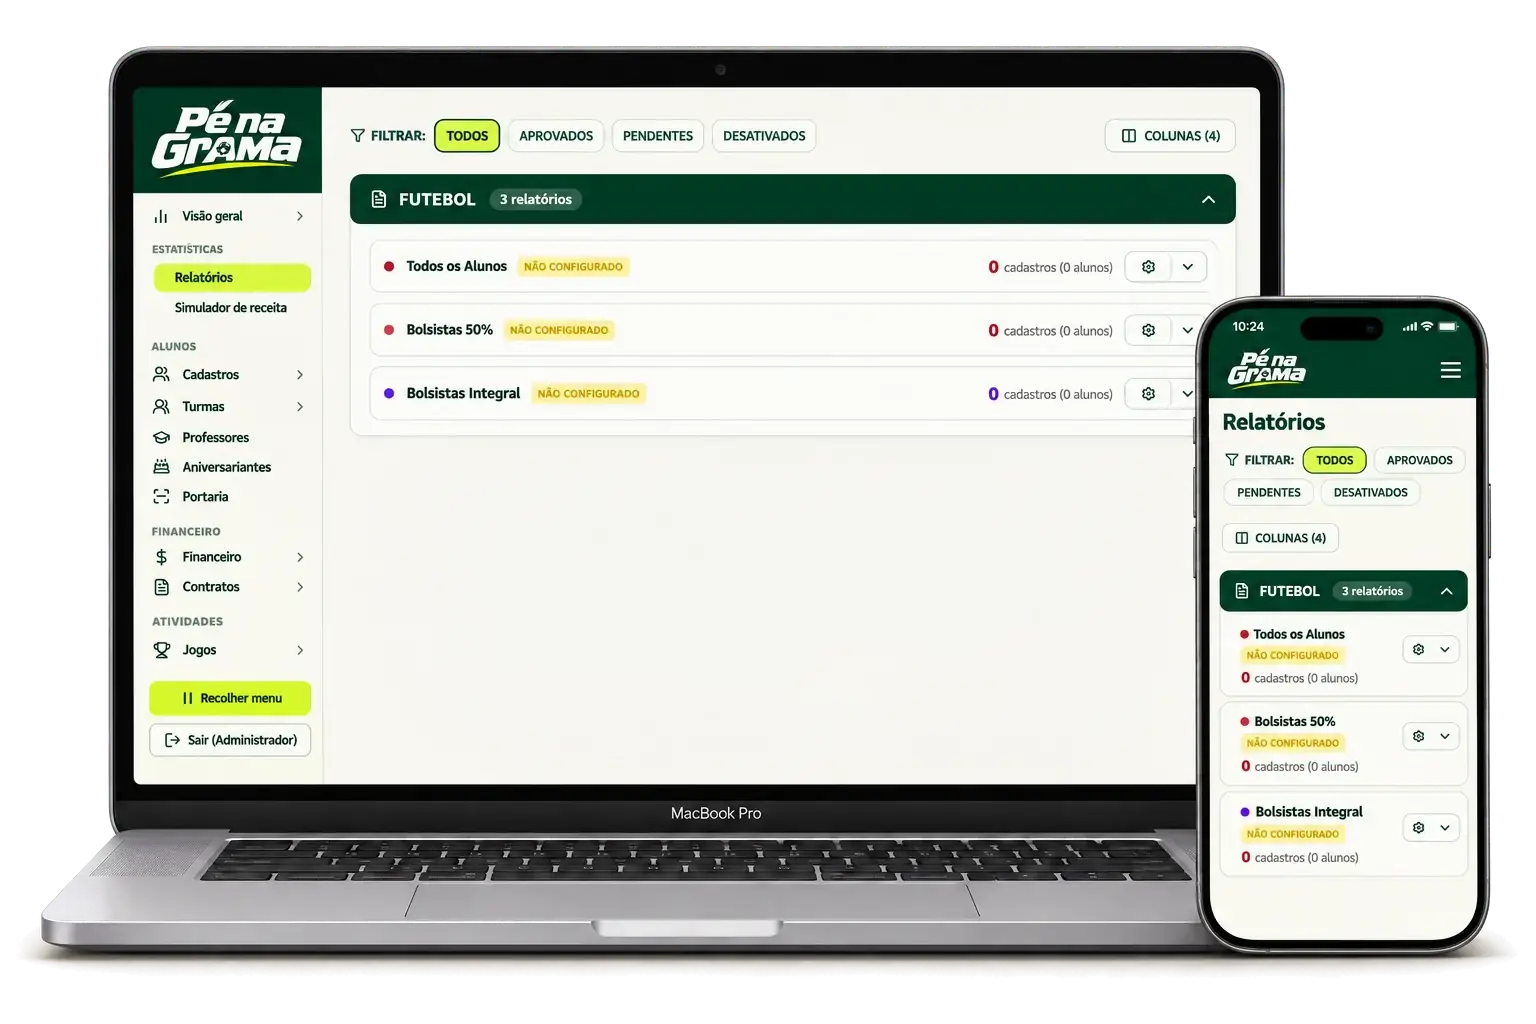 Pé na
GRAMA
Visão geral
ESTATÍSTICAS
Relatórios
Simulador de receita
ALUNOS
Cadastros
Turmas
Professores
Aniversariantes
Portaria
FINANCEIRO
Financeiro
Contratos
ATIVIDADES
Jogos
Recolher menu
Sair (Administrador)
FILTRAR: TODOS APROVADOS PENDENTES DESATIVADOS COLUNAS (4)
FUTEBOL 3 relatórios
Todos os Alunos NÃO CONFIGURADO 0 cadastros (0 alunos)
Bolsistas 50% NÃO CONFIGURADO 0 cadastros (0 alunos)
Bolsistas Integral NÃO CONFIGURADO 0 cadastros (0 alunos)
MacBook Pro
10:24
Pé na
GRAMA
Relatórios
FILTRAR: TODOS APROVADOS
PENDENTES DESATIVADOS
COLUNAS (4)
FUTEBOL 3 relatórios
Todos os Alunos
NÃO CONFIGURADO
0 cadastros (0 alunos)
Bolsistas 50%
NÃO CONFIGURADO
0 cadastros (0 alunos)
Bolsistas Integral
NÃO CONFIGURADO
0 cadastros (0 alunos)